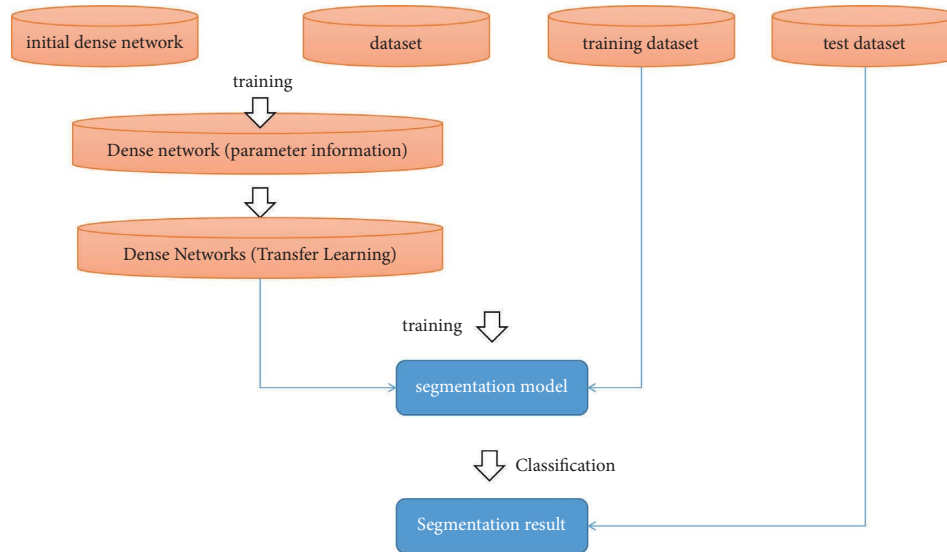 initial dense network
dataset
training dataset
test dataset
training
Dense network (parameter information)
Dense Networks (Transfer Learning)
training
segmentation model
Classification
Segmentation result